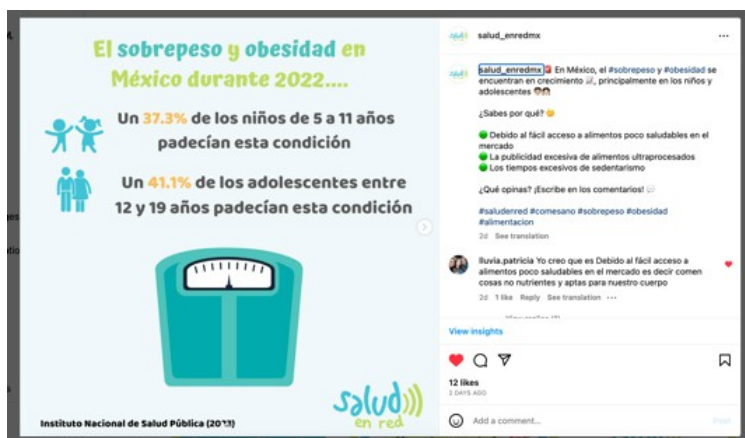 El sobrepeso y obesidad en
México durante 2022....
Un 37.3% de los niños de 5 a 11 años
padecían esta condición
Un 41.1% de los adolescentes entre
12 y 19 años padecían esta condición
salud
en red
Instituto Nacional de Salud Pública
salud_enredmx
salud_enredmx En México, el #sobrepeso y #obesidad se
encuentran en crecimiento, principalmente en los niños y
adolescentes
¿Sabes por qué?
Debido al fácil acceso a alimentos poco saludables en el
mercado
La publicidad excesiva de alimentos ultraprocesados
Los tiempos excesivos de sedentarismo
¿Qué opinas? ¡Escribe en los comentarios!
#saludenred #comesano #sobrepeso #obesidad
#alimentacion
2d See translation
lluvia.patricia Yo creo que es Debido al fácil acceso a
alimentos poco saludables en el mercado es decir comen
cosas no nutrientes y aptas para nuestro cuerpo
2d 1 like Reply See translation
View insights
12 likes
2 DAYS AGO
Add a comment...
Post